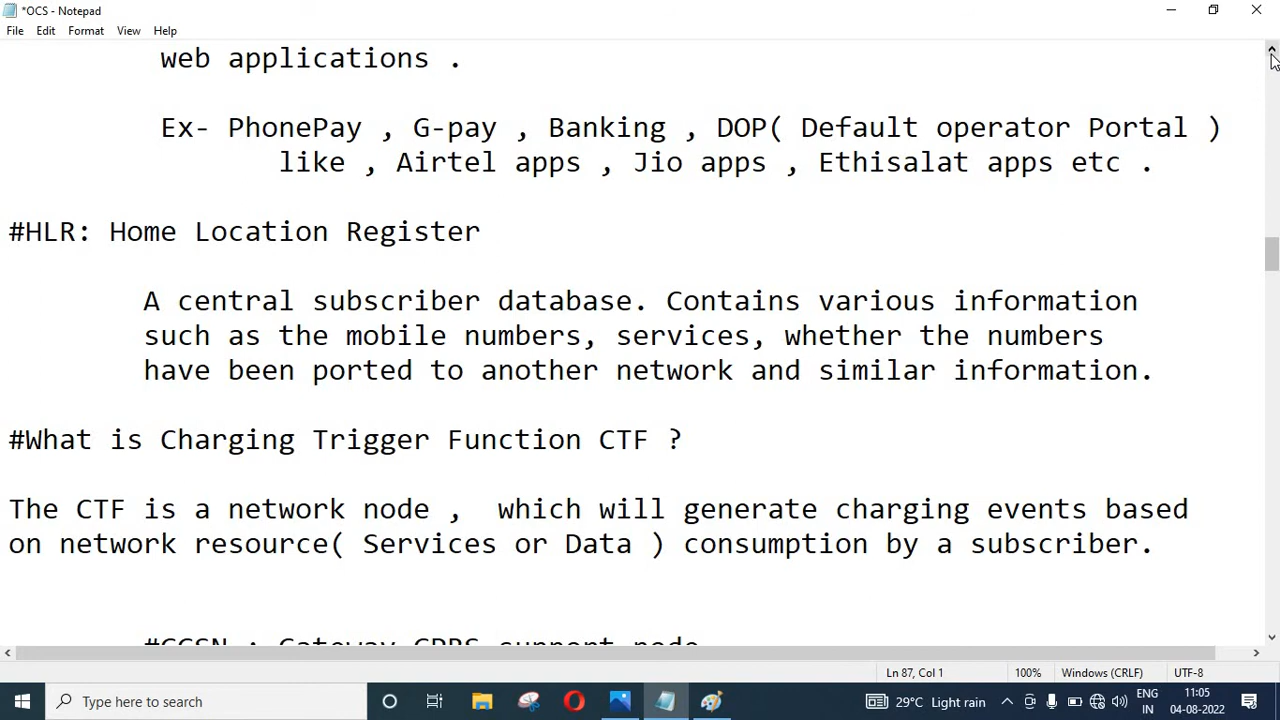 *OCS - Notepad
File Edit Format View Help
web applications .
Ex- PhonePay , G-pay , Banking , DOP( Default operator Portal )
like , Airtel apps , Jio apps , Ethisalat apps etc .
#HLR: Home Location Register
A central subscriber database. Contains various information
such as the mobile numbers, services, whether the numbers
have been ported to another network and similar information.
#What is Charging Trigger Function CTF ?
The CTF is a network node ,  which will generate charging events based
on network resource( Services or Data ) consumption by a subscriber.
#GGSN : Gateway GPRS support node
Ln 87, Col 1 100% Windows (CRLF) UTF-8
Type here to search 29°C Light rain ENG IN 11:05 04-08-2022